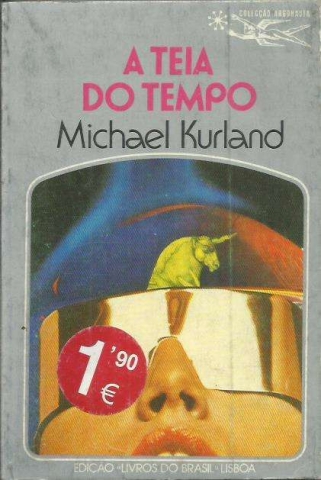 COLECÇÃO ARGONAUTA
A TEIA
DO TEMPO
Michael Kurland
1,'90
€
EDIÇÃO «LIVROS DO BRASIL» LISBOA